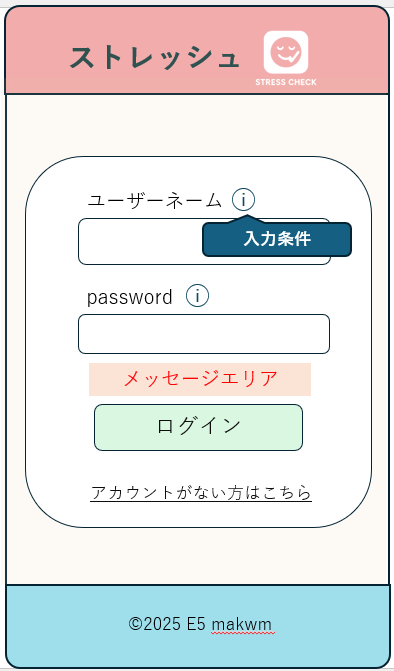 ストレッシュ
STRESS CHECK
ユーザーネーム i
入力条件
password i
メッセージエリア
ログイン
アカウントがない方はこちら
©2025 E5 makwm